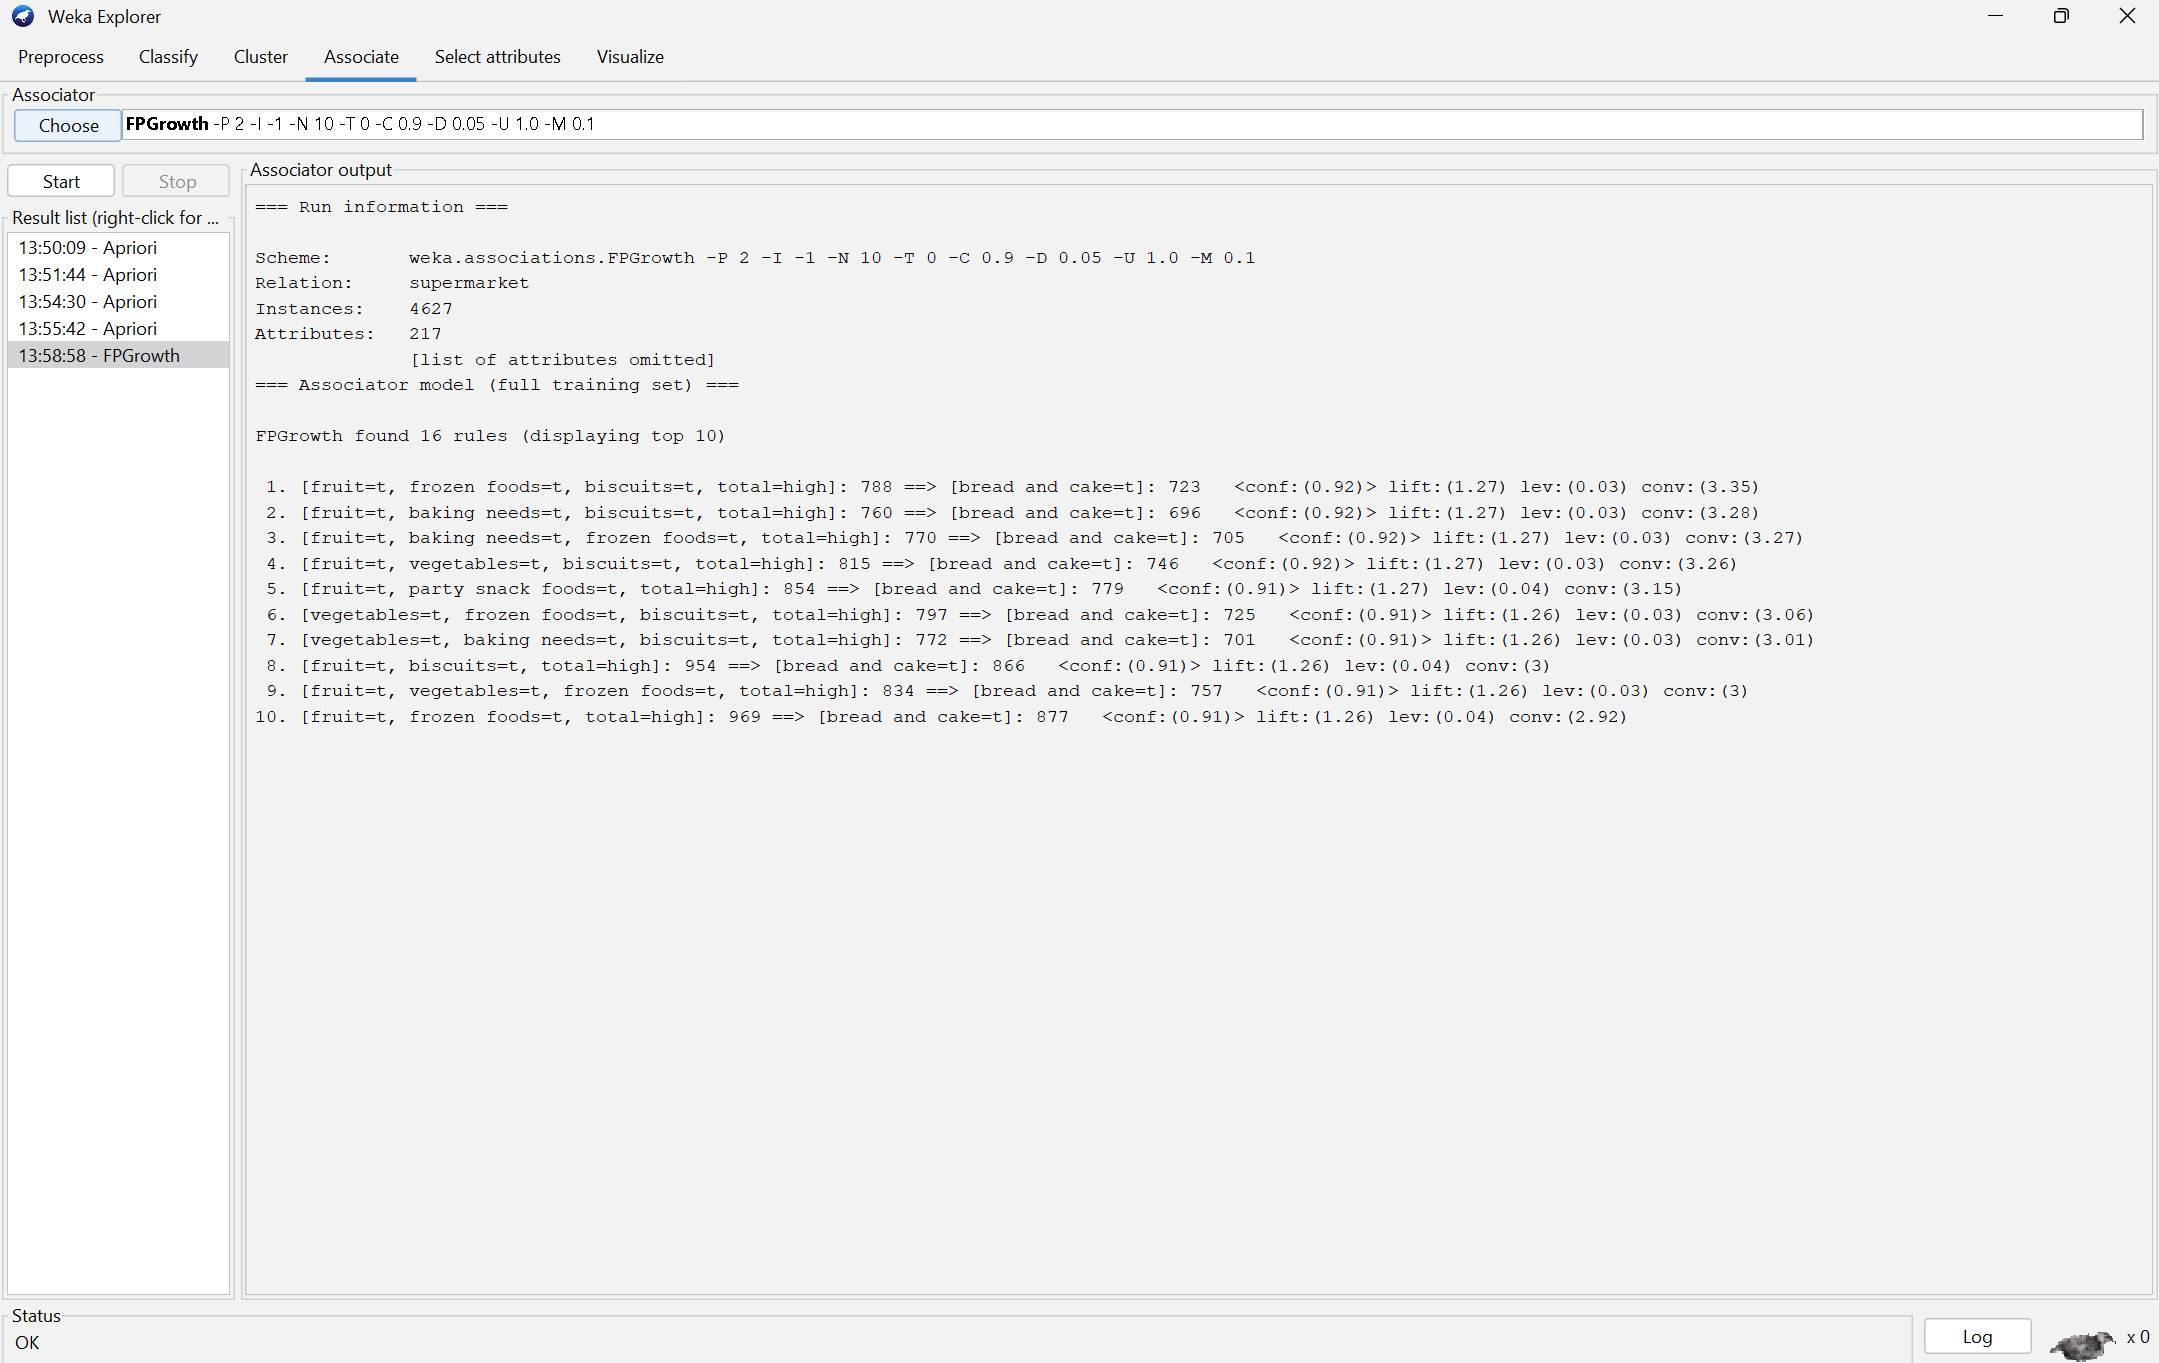 Weka Explorer
Preprocess Classify Cluster Associate Select attributes Visualize
Associator
Choose FPGrowth -P 2 -I -1 -N 10 -T 0 -C 0.9 -D 0.05 -U 1.0 -M 0.1
Start Stop
Result list (right-click for ...
13:50:09 - Apriori
13:51:44 - Apriori
13:54:30 - Apriori
13:55:42 - Apriori
13:58:58 - FPGrowth
Associator output
=== Run information ===
Scheme: weka.associations.FPGrowth -P 2 -I -1 -N 10 -T 0 -C 0.9 -D 0.05 -U 1.0 -M 0.1
Relation: supermarket
Instances: 4627
Attributes: 217
[list of attributes omitted]
=== Associator model (full training set) ===
FPGrowth found 16 rules (displaying top 10)
1. [fruit=t, frozen foods=t, biscuits=t, total=high]: 788 ==> [bread and cake=t]: 723 <conf:(0.92)> lift:(1.27) lev:(0.03) conv:(3.35)
2. [fruit=t, baking needs=t, biscuits=t, total=high]: 760 ==> [bread and cake=t]: 696 <conf:(0.92)> lift:(1.27) lev:(0.03) conv:(3.28)
3. [fruit=t, baking needs=t, frozen foods=t, total=high]: 770 ==> [bread and cake=t]: 705 <conf:(0.92)> lift:(1.27) lev:(0.03) conv:(3.27)
4. [fruit=t, vegetables=t, biscuits=t, total=high]: 815 ==> [bread and cake=t]: 746 <conf:(0.92)> lift:(1.27) lev:(0.03) conv:(3.26)
5. [fruit=t, party snack foods=t, total=high]: 854 ==> [bread and cake=t]: 779 <conf:(0.91)> lift:(1.27) lev:(0.04) conv:(3.15)
6. [vegetables=t, frozen foods=t, biscuits=t, total=high]: 797 ==> [bread and cake=t]: 725 <conf:(0.91)> lift:(1.26) lev:(0.03) conv:(3.06)
7. [vegetables=t, baking needs=t, biscuits=t, total=high]: 772 ==> [bread and cake=t]: 701 <conf:(0.91)> lift:(1.26) lev:(0.03) conv:(3.01)
8. [fruit=t, biscuits=t, total=high]: 954 ==> [bread and cake=t]: 866 <conf:(0.91)> lift:(1.26) lev:(0.04) conv:(3)
9. [fruit=t, vegetables=t, frozen foods=t, total=high]: 834 ==> [bread and cake=t]: 757 <conf:(0.91)> lift:(1.26) lev:(0.03) conv:(3)
10. [fruit=t, frozen foods=t, total=high]: 969 ==> [bread and cake=t]: 877 <conf:(0.91)> lift:(1.26) lev:(0.04) conv:(2.92)
Status
OK
Log x 0